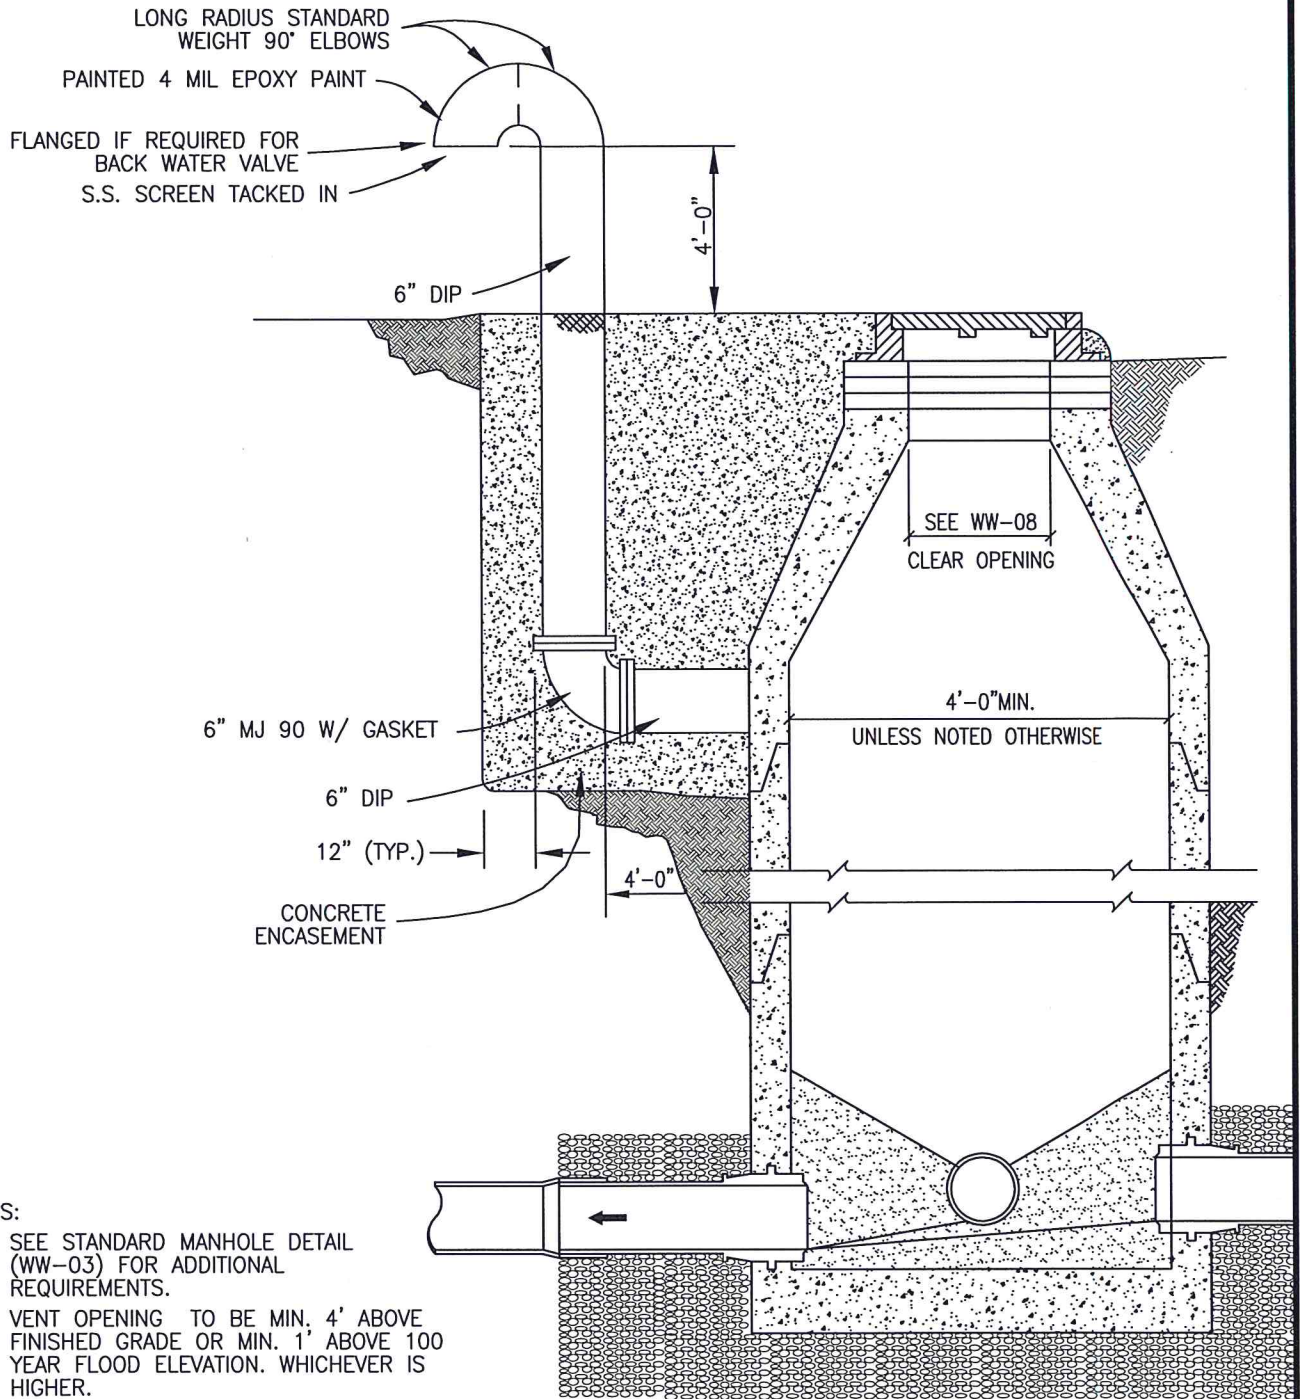 LONG RADIUS STANDARD
WEIGHT 90° ELBOWS
PAINTED 4 MIL EPOXY PAINT
FLANGED IF REQUIRED FOR
BACK WATER VALVE
S.S. SCREEN TACKED IN
4'-0"
6" DIP
SEE WW-08
CLEAR OPENING
4'-0"MIN.
UNLESS NOTED OTHERWISE
6" MJ 90 W/ GASKET
6" DIP
12" (TYP.)
4'-0"
CONCRETE
ENCASEMENT
S:
SEE STANDARD MANHOLE DETAIL
(WW-03) FOR ADDITIONAL
REQUIREMENTS.
VENT OPENING TO BE MIN. 4' ABOVE
FINISHED GRADE OR MIN. 1' ABOVE 100
YEAR FLOOD ELEVATION. WHICHEVER IS
HIGHER.